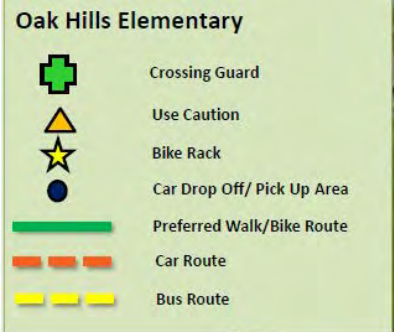 Oak Hills Elementary
Crossing Guard
Use Caution
Bike Rack
Car Drop Off/ Pick Up Area
Preferred Walk/Bike Route
Car Route
Bus Route